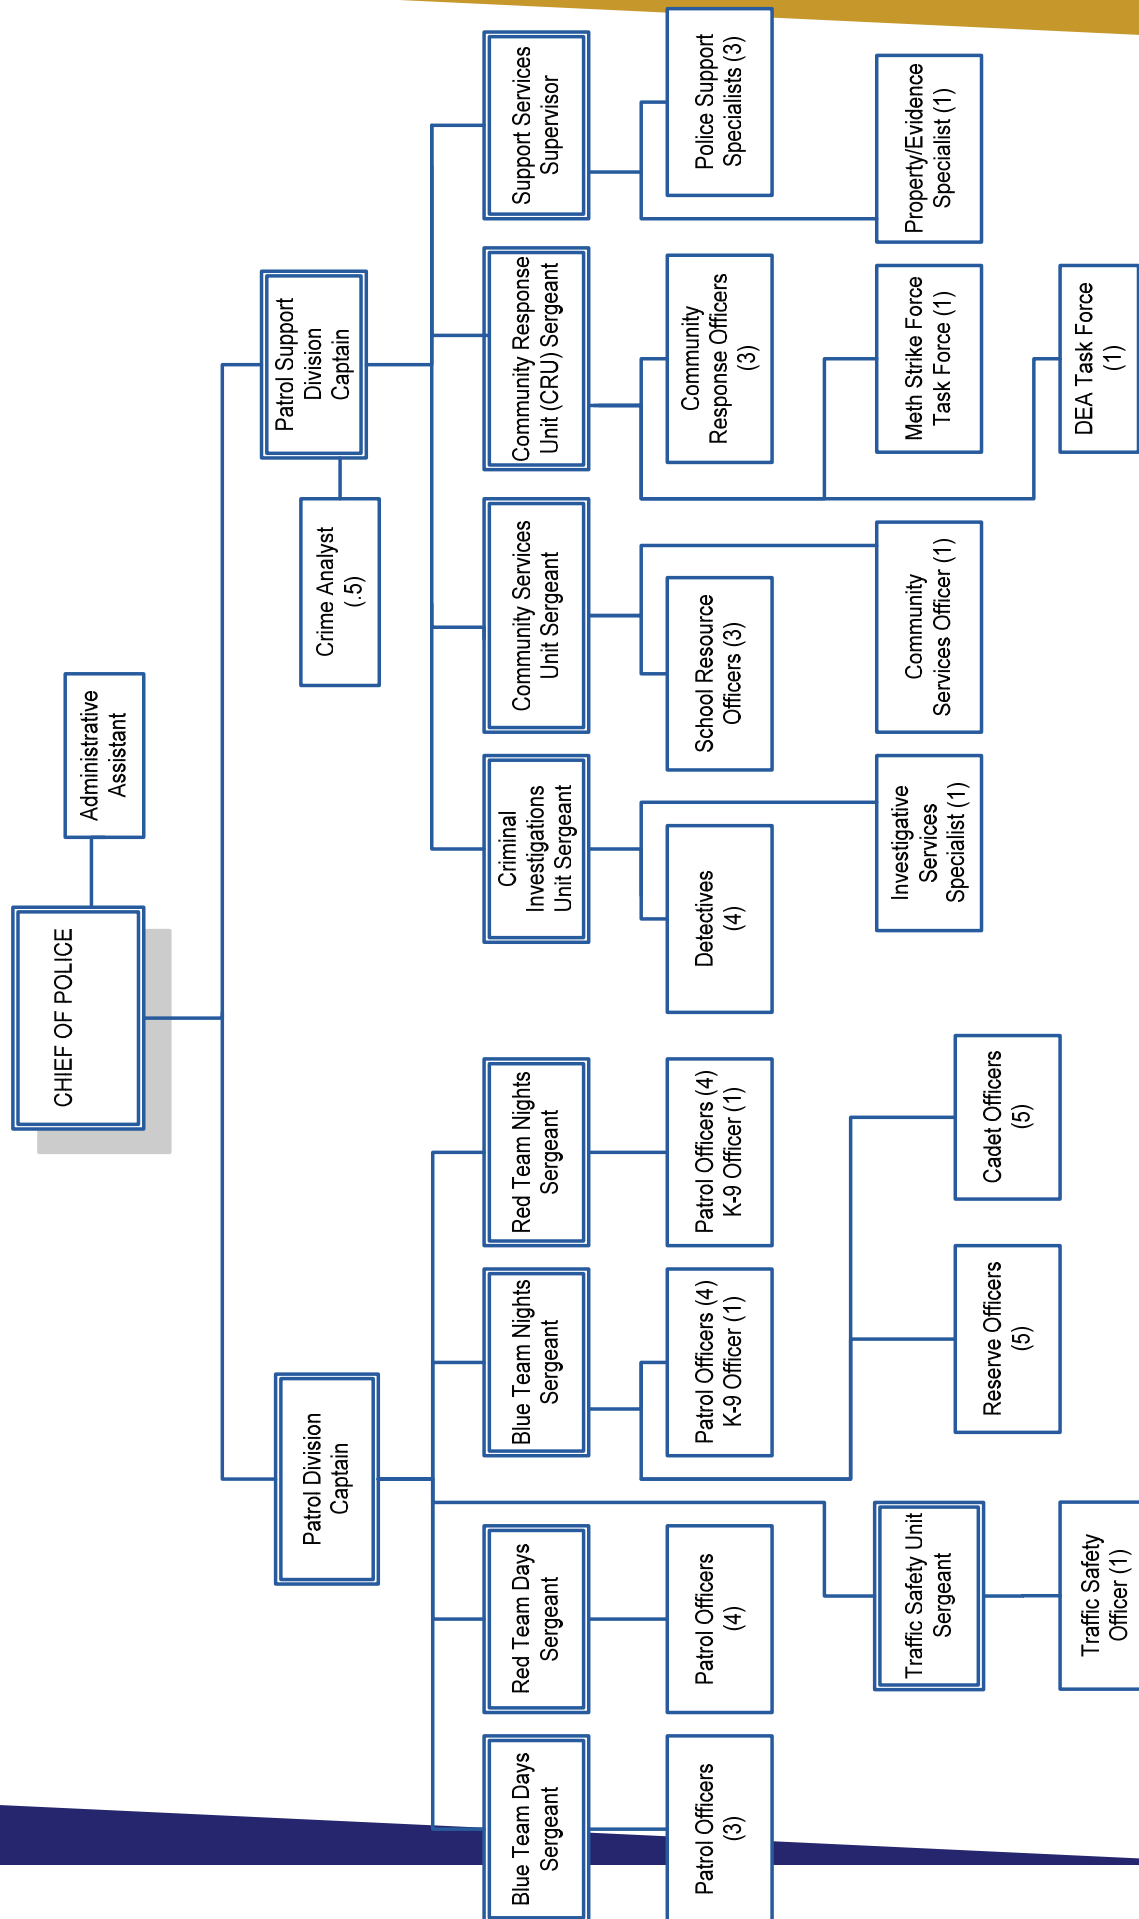 CHIEF OF POLICE
Administrative
Assistant
Patrol Division
Captain
Patrol Support
Division
Captain
Crime Analyst
(.5)
Blue Team Days
Sergeant
Red Team Days
Sergeant
Blue Team Nights
Sergeant
Red Team Nights
Sergeant
Criminal
Investigations
Unit Sergeant
Community Services
Unit Sergeant
Community Response
Unit (CRU) Sergeant
Support Services
Supervisor
Patrol Officers
(3)
Patrol Officers
(4)
Patrol Officers (4)
K-9 Officer (1)
Patrol Officers (4)
K-9 Officer (1)
Detectives
(4)
School Resource
Officers (3)
Community
Response Officers
(3)
Police Support
Specialists (3)
Traffic Safety Unit
Sergeant
Investigative
Services
Specialist (1)
Community
Services Officer (1)
Meth Strike Force
Task Force (1)
Property/Evidence
Specialist (1)
Reserve Officers
(5)
Cadet Officers
(5)
Traffic Safety
Officer (1)
DEA Task Force
(1)